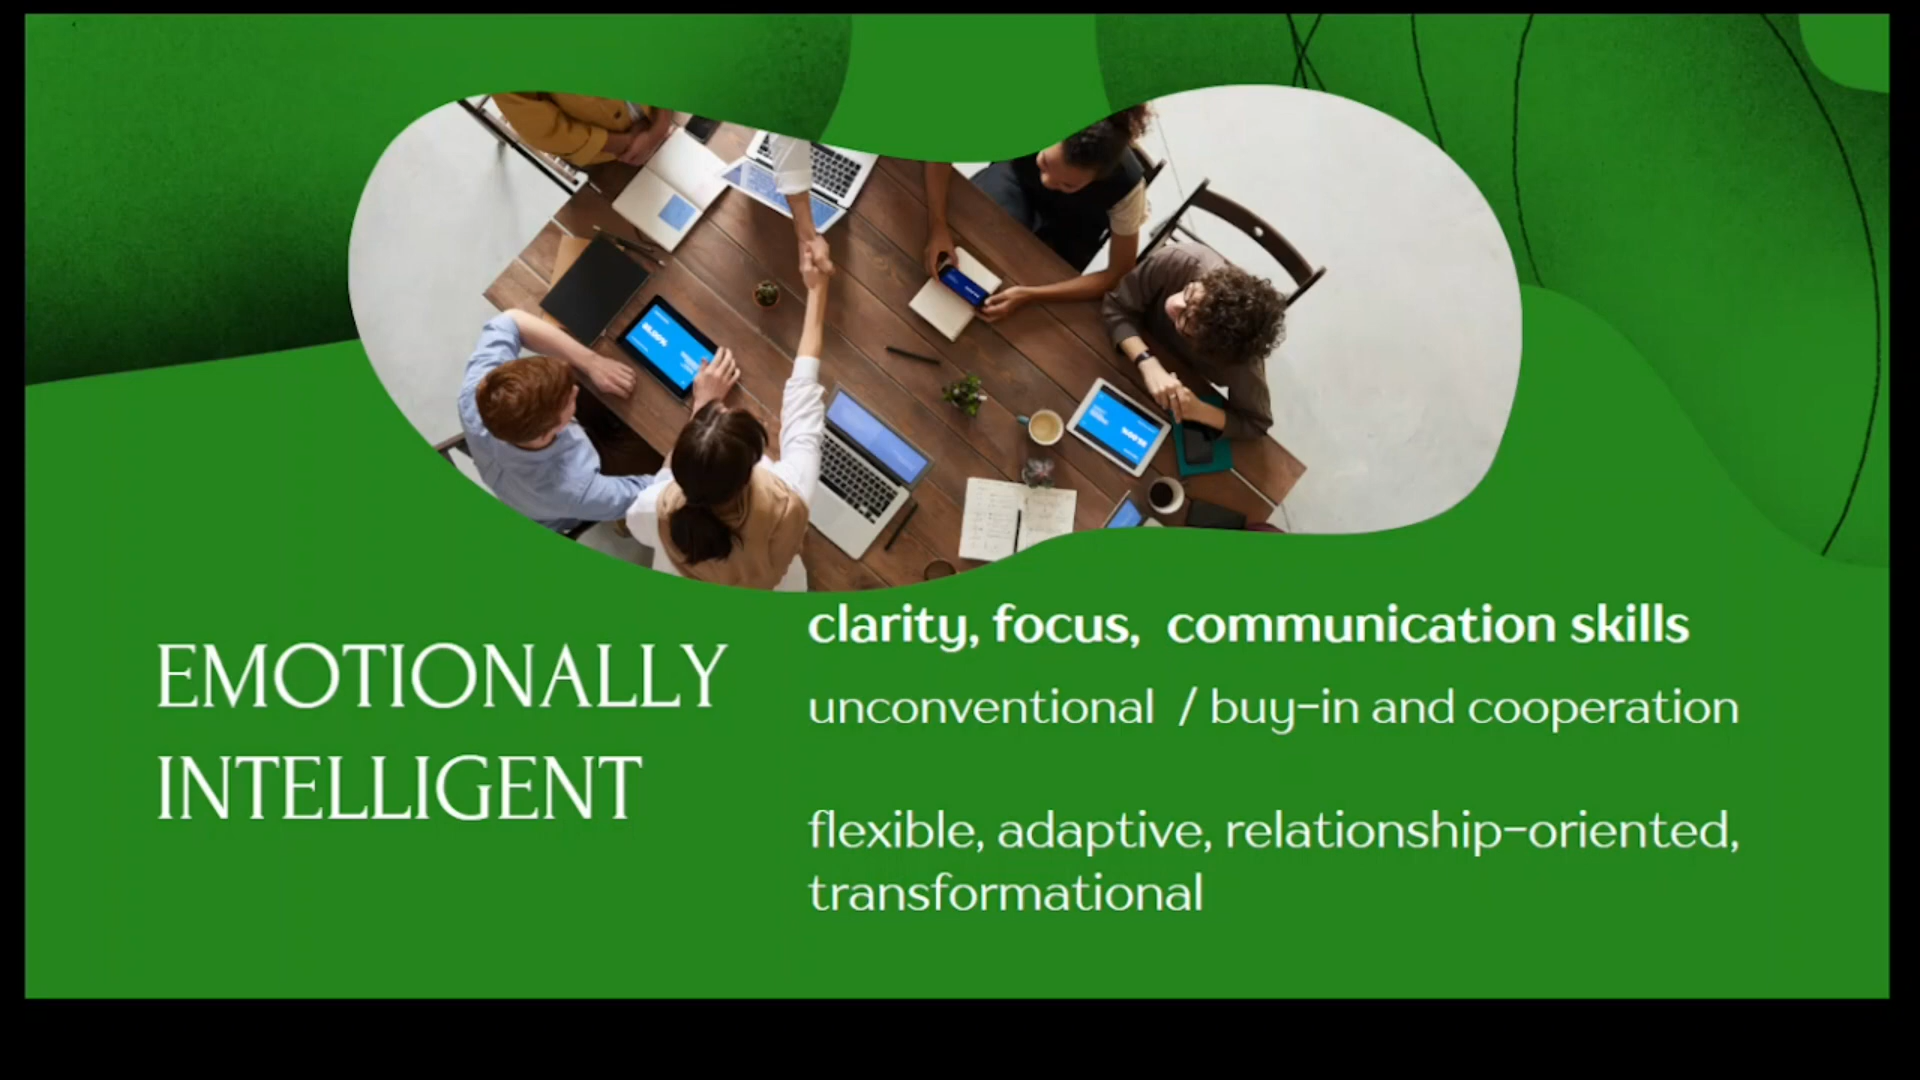 EMOTIONALLY
INTELLIGENT
clarity, focus, communication skills
unconventional / buy-in and cooperation
flexible, adaptive, relationship-oriented,
transformational